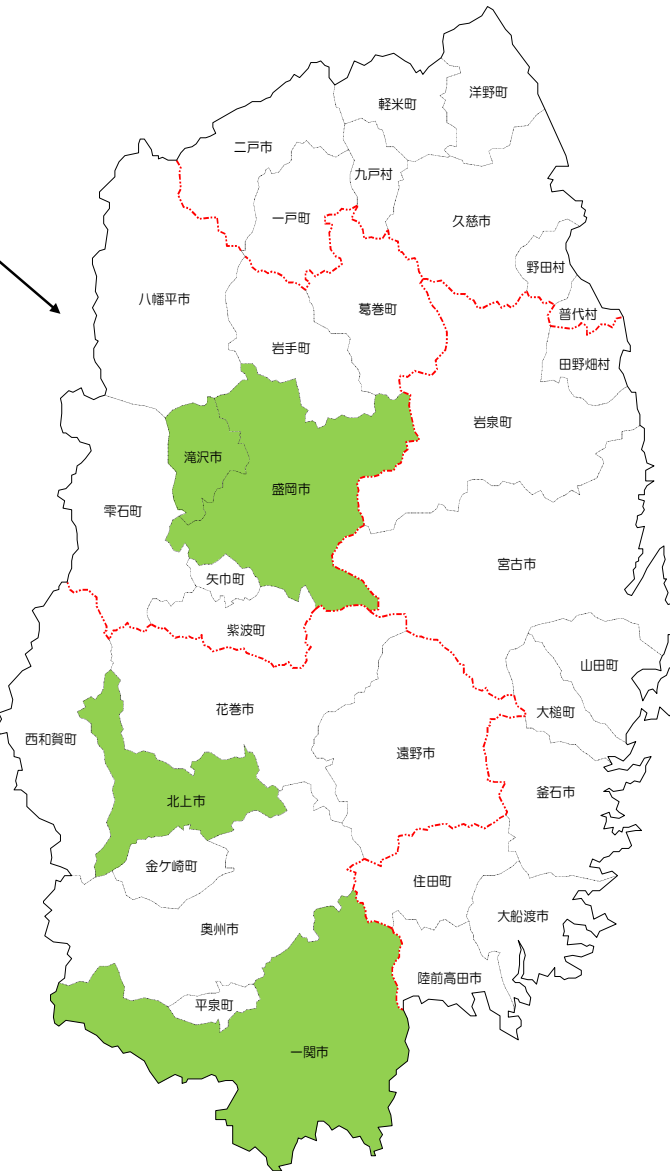 洋野町
軽米町
二戸市
九戸村
一戸町
久慈市
野田村
八幡平市
葛巻町
普代村
岩手町
田野畑村
岩泉町
滝沢市
盛岡市
雫石町
宮古市
矢巾町
紫波町
山田町
花巻市
大槌町
西和賀町
遠野市
釜石市
北上市
金ケ崎町
住田町
大船渡市
奥州市
陸前高田市
平泉町
一関市